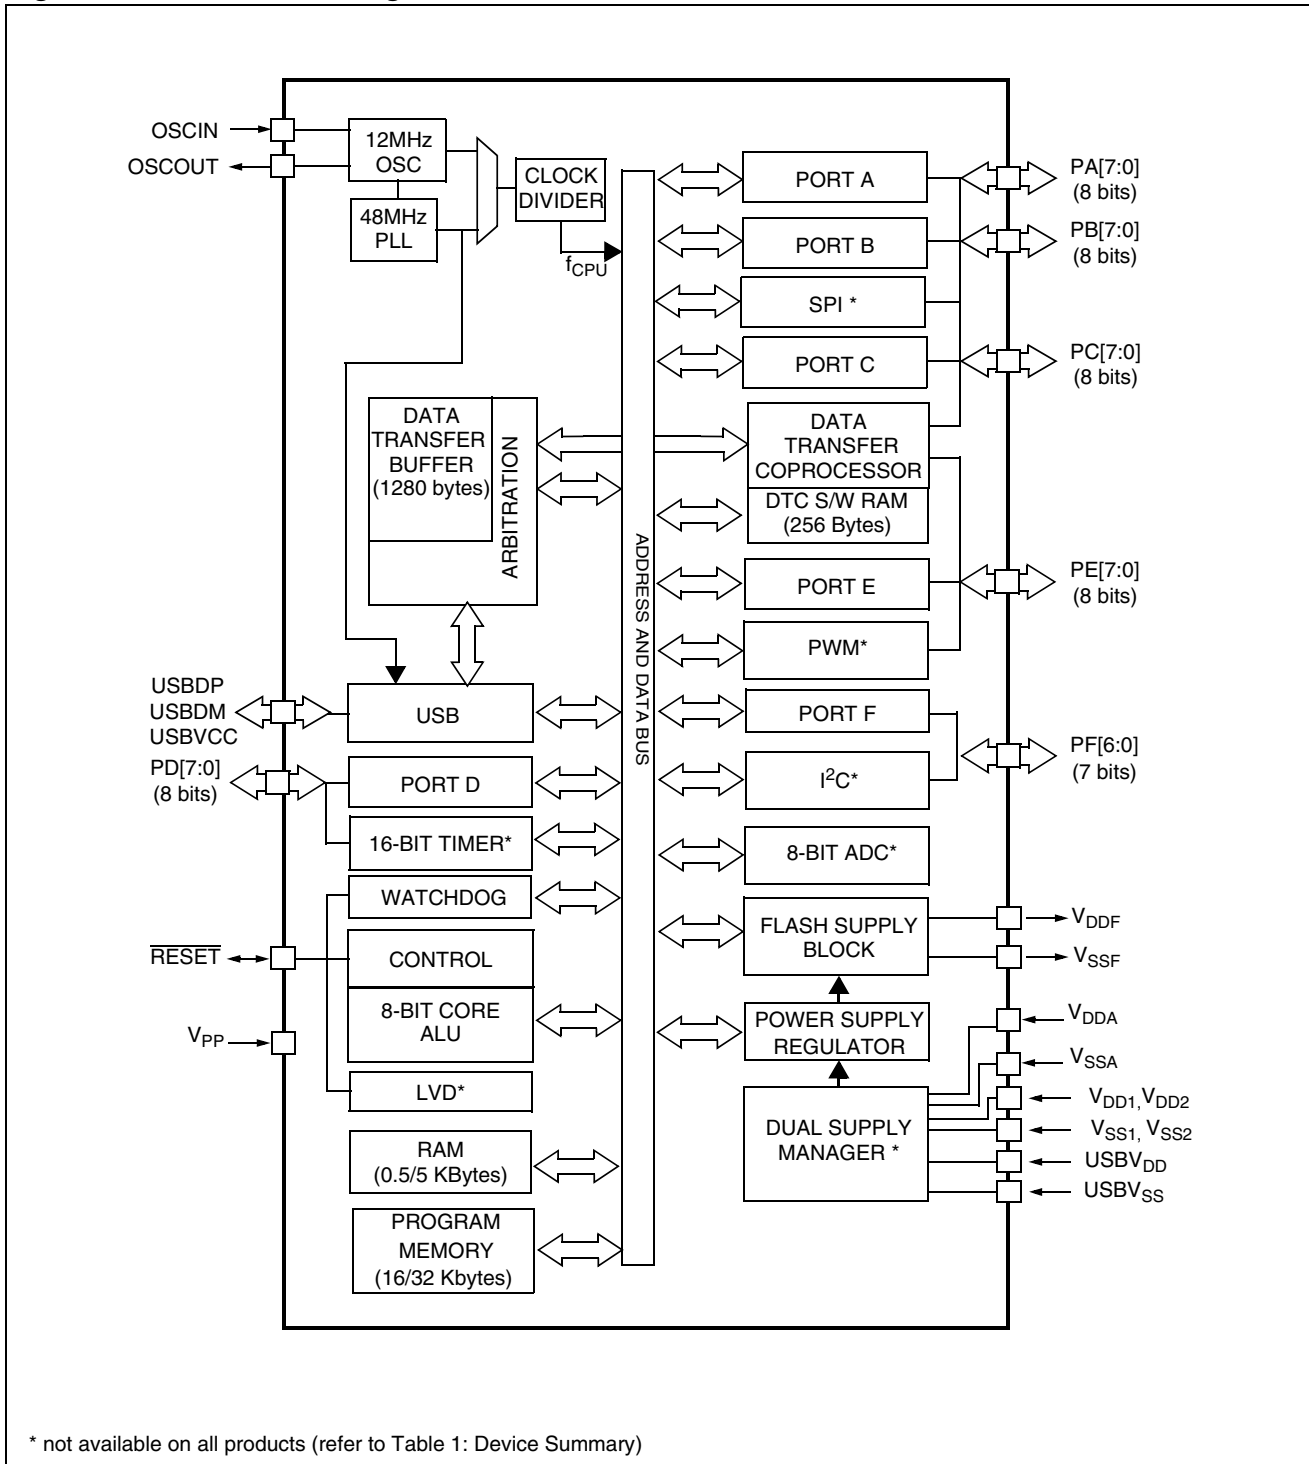 OSCIN
OSCOUT
12MHz
OSC
48MHz
PLL
CLOCK
DIVIDER
fCPU
DATA
TRANSFER
BUFFER
(1280 bytes)
ARBITRATION
USBDP
USBDM
USBVCC
USB
PD[7:0]
(8 bits)
PORT D
16-BIT TIMER*
WATCHDOG
RESET
CONTROL
8-BIT CORE
ALU
VPP
LVD*
RAM
(0.5/5 KBytes)
PROGRAM
MEMORY
(16/32 Kbytes)
ADDRESS AND DATA BUS
PORT A
PA[7:0]
(8 bits)
PORT B
PB[7:0]
(8 bits)
SPI *
PORT C
PC[7:0]
(8 bits)
DATA
TRANSFER
COPROCESSOR
DTC S/W RAM
(256 Bytes)
PORT E
PE[7:0]
(8 bits)
PWM*
PORT F
I2C*
PF[6:0]
(7 bits)
8-BIT ADC*
FLASH SUPPLY
BLOCK
VDDF
VSSF
POWER SUPPLY
REGULATOR
VDDA
VSSA
DUAL SUPPLY
MANAGER *
VDD1, VDD2
VSS1, VSS2
USBVDD
USBVSS
* not available on all products (refer to Table 1: Device Summary)